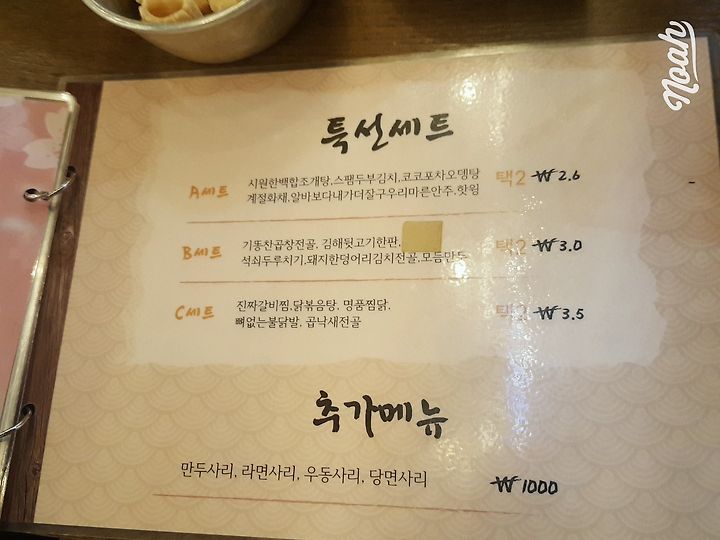 Noah
특선세트
A세트 시원한백합조개탕,스팸두부김치,코코포차오뎅탕 택2 ₩2.6
계절화채,알바보다내가더잘구우리마른안주,핫윙
B세트 기똥찬곱창전골, 김해뒷고기한판, 택2 ₩3.0
석쇠두루치기,돼지한덩어리김치전골,모듬만두
C세트 진짜갈비찜,닭볶음탕, 명품찜닭, 택2 ₩3.5
뼈없는불닭발, 곱낙새전골
추가메뉴
만두사리, 라면사리, 우동사리, 당면사리 ₩1000